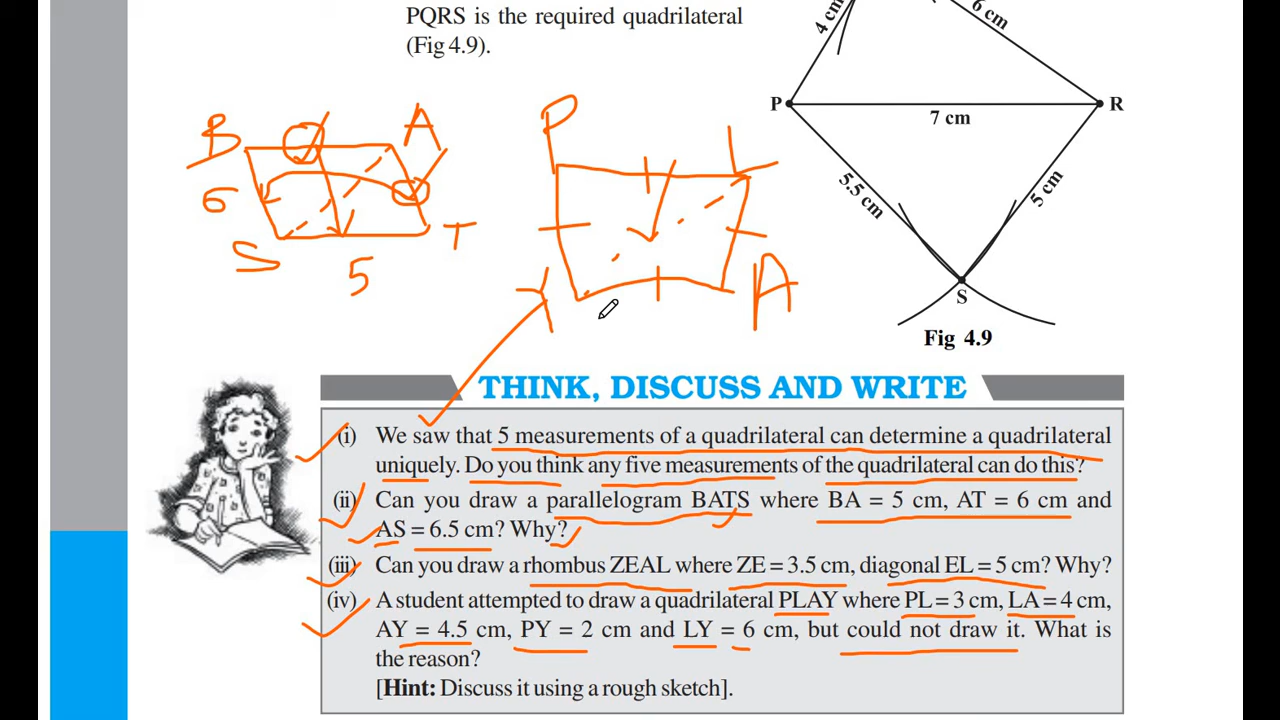 PQRS is the required quadrilateral
(Fig 4.9).
4 cm
6 cm
P
R
7 cm
5.5 cm
5 cm
S
Fig 4.9
B
A
6
S
5
T
P
L
Y
A
THINK, DISCUSS AND WRITE
(i) We saw that 5 measurements of a quadrilateral can determine a quadrilateral
uniquely. Do you think any five measurements of the quadrilateral can do this?
(ii) Can you draw a parallelogram BATS where BA = 5 cm, AT = 6 cm and
AS = 6.5 cm? Why?
(iii) Can you draw a rhombus ZEAL where ZE = 3.5 cm, diagonal EL = 5 cm? Why?
(iv) A student attempted to draw a quadrilateral PLAY where PL = 3 cm, LA = 4 cm,
AY = 4.5 cm, PY = 2 cm and LY = 6 cm, but could not draw it. What is
the reason?
[Hint: Discuss it using a rough sketch].